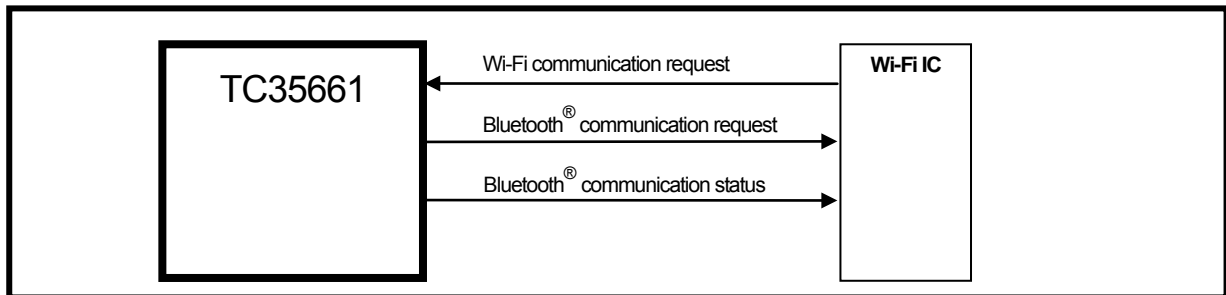 TC35661
Wi-Fi communication request
Wi-Fi IC
Bluetooth® communication request
Bluetooth® communication status